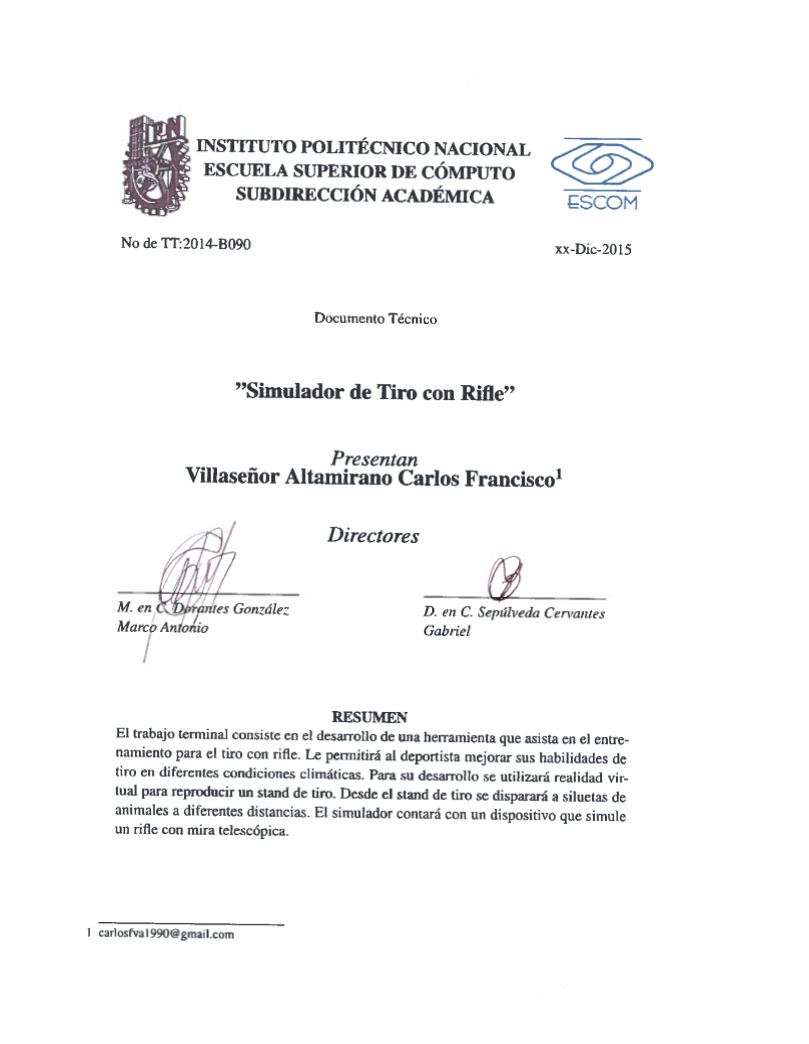 IPN
INSTITUTO POLITÉCNICO NACIONAL
ESCUELA SUPERIOR DE CÓMPUTO
SUBDIRECCIÓN ACADÉMICA
ESCOM
No de TT:2014-B090
xx-Dic-2015
Documento Técnico
”Simulador de Tiro con Rifle”
Presentan
Villaseñor Altamirano Carlos Francisco1
Directores
M. en C. Dorantes González
Marco Antonio
D. en C. Sepúlveda Cervantes
Gabriel
RESUMEN
El trabajo terminal consiste en el desarrollo de una herramienta que asista en el entre-
namiento para el tiro con rifle. Le permitirá al deportista mejorar sus habilidades de
tiro en diferentes condiciones climáticas. Para su desarrollo se utilizará realidad vir-
tual para reproducir un stand de tiro. Desde el stand de tiro se disparará a siluetas de
animales a diferentes distancias. El simulador contará con un dispositivo que simule
un rifle con mira telescópica.
1 carlosfva1990@gmail.com